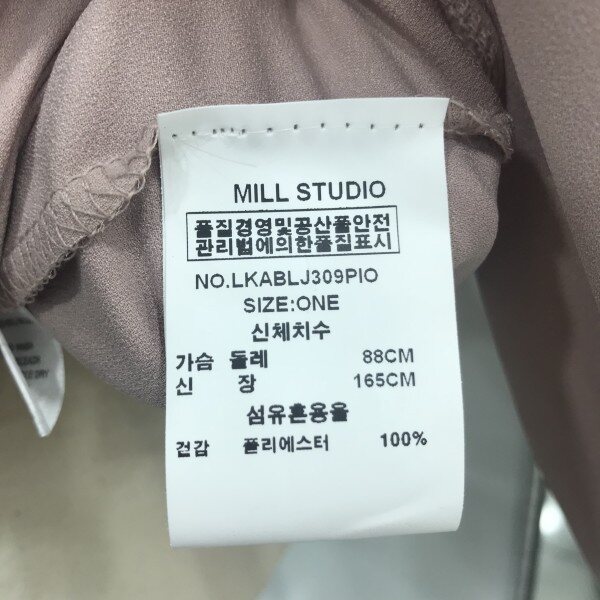 MILL STUDIO
품질경영및공산품안전
관리법에의한품질표시
NO.LKABLJ309PIO
SIZE:ONE
신체치수
가슴 둘레 88CM
신 장 165CM
섬유혼용율
겉감 폴리에스터 100%